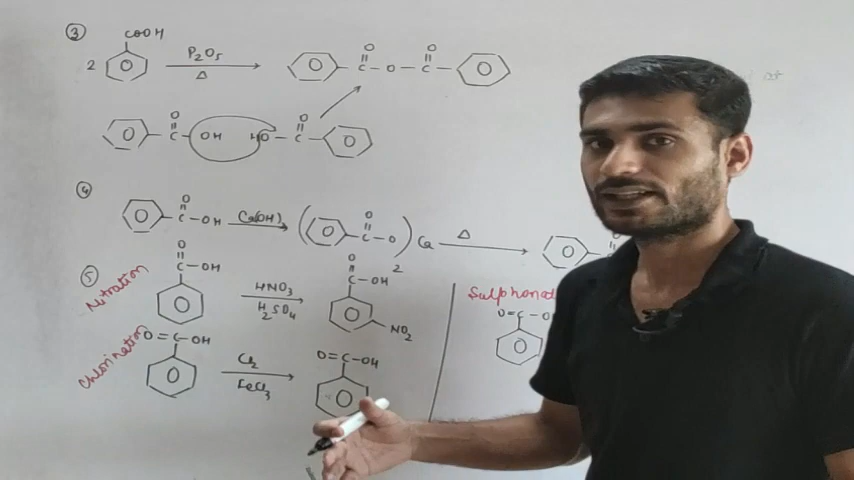 ③
COOH
2 P₂O₅ O O
Δ C - O - C
O O
C - OH HO - C
④
O O
C - OH Ca(OH) ( C - O )₂ Ca Δ
⑤ Nitration
O O
C - OH HNO₃ C - OH
H₂SO₄ NO₂
Chlorination
O = C - OH Cl₂ O = C - OH
FeCl₃
Sulphonat
O = C - O